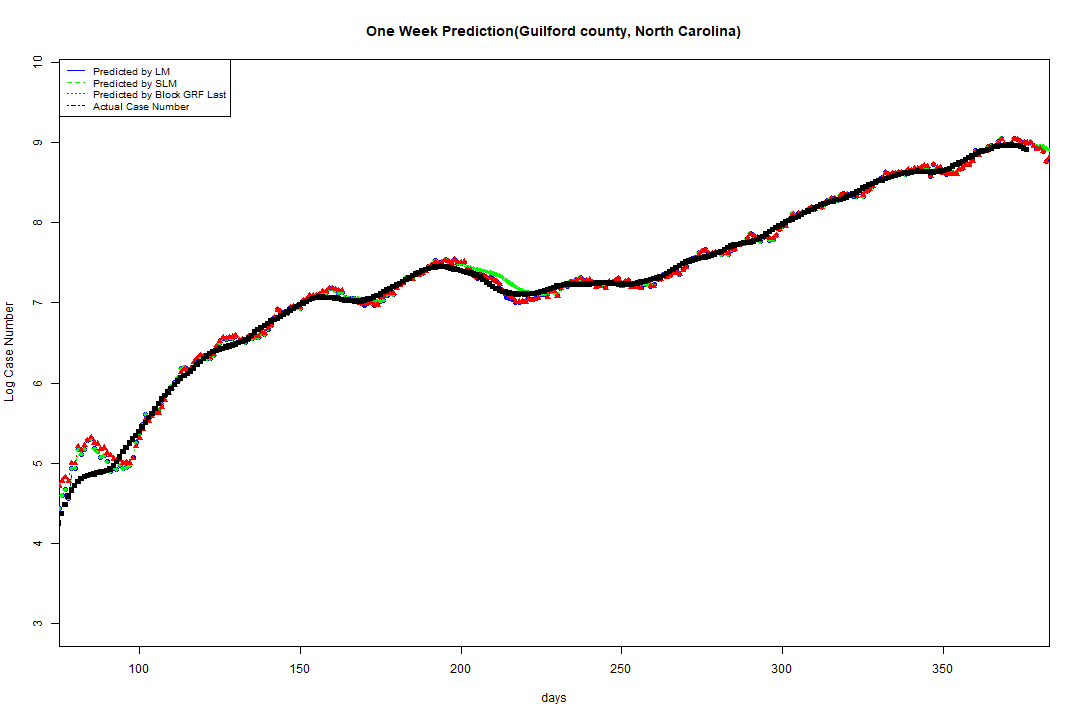 One Week Prediction(Guilford county, North Carolina)
Predicted by LM
Predicted by SLM
Predicted by Block GRF Last
Actual Case Number
10
9
8
7
6
5
4
3
Log Case Number
100 150 200 250 300 350
days